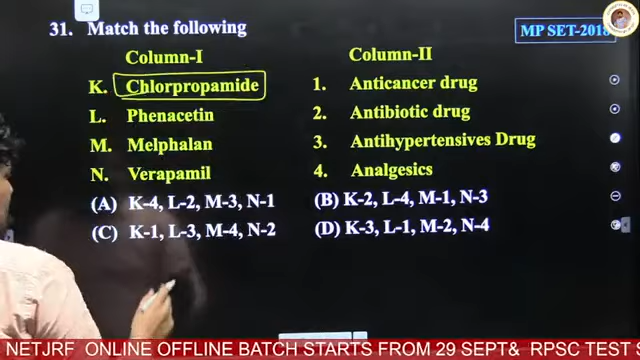 31. Match the following
MP SET-2018
Column-I Column-II
K. Chlorpropamide 1. Anticancer drug
L. Phenacetin 2. Antibiotic drug
M. Melphalan 3. Antihypertensives Drug
N. Verapamil 4. Analgesics
(A) K-4, L-2, M-3, N-1 (B) K-2, L-4, M-1, N-3
(C) K-1, L-3, M-4, N-2 (D) K-3, L-1, M-2, N-4
NETJRF ONLINE OFFLINE BATCH STARTS FROM 29 SEPT& RPSC TEST S